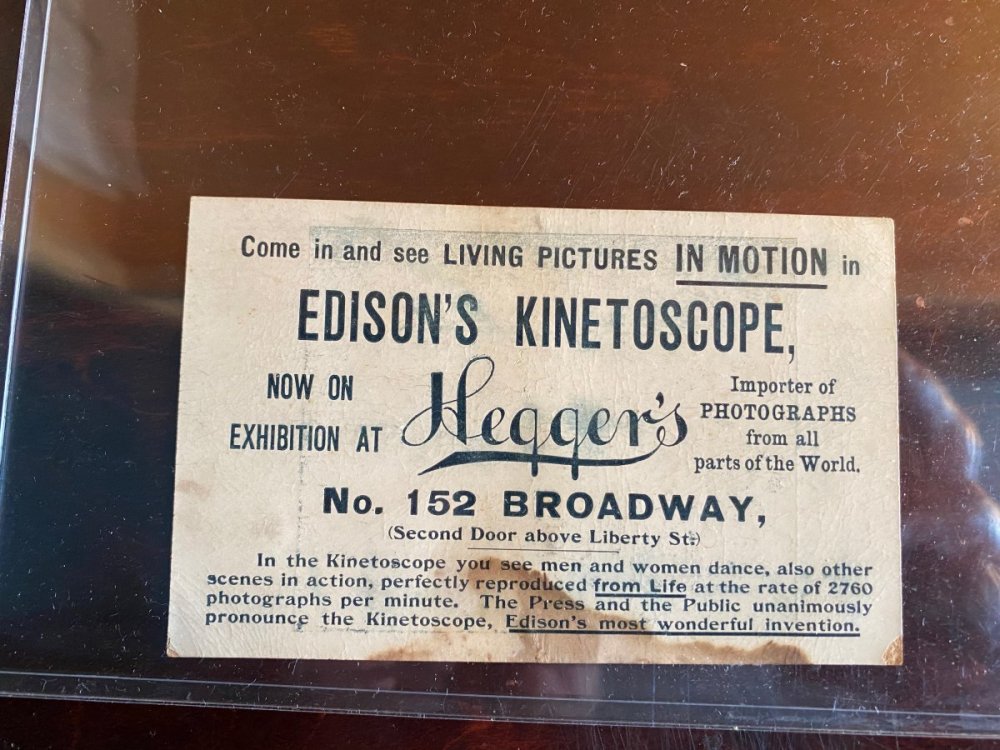 Come in and see LIVING PICTURES IN MOTION in
EDISON'S KINETOSCOPE,
NOW ON
EXHIBITION AT
Hegger's
Importer of
PHOTOGRAPHS
from all
parts of the World.
No. 152 BROADWAY,
(Second Door above Liberty St.)
In the Kinetoscope you see men and women dance, also other
scenes in action, perfectly reproduced from Life at the rate of 2760
photographs per minute. The Press and the Public unanimously
pronounce the Kinetoscope, Edison's most wonderful invention.